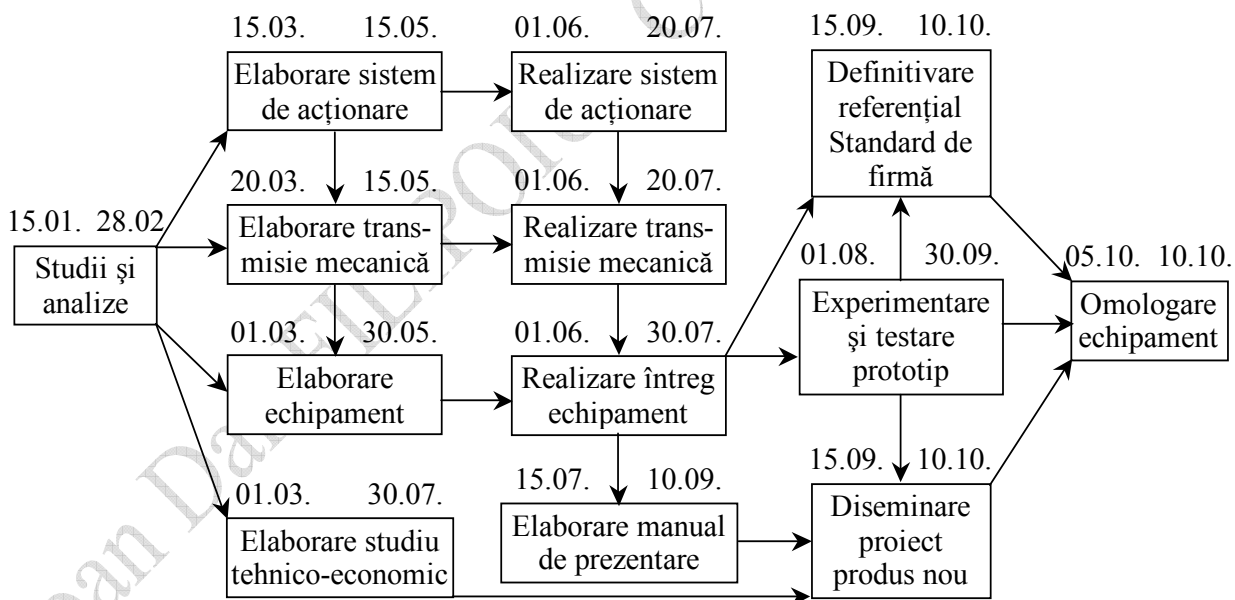 15.03. 15.05.
Elaborare sistem
de acționare
01.06. 20.07.
Realizare sistem
de acționare
15.09. 10.10.
Definitivare
referențial
Standard de
firmă
20.03. 15.05.
Elaborare trans-
misie mecanică
01.06. 20.07.
Realizare trans-
misie mecanică
15.01. 28.02
Studii şi
analize
01.08. 30.09.
Experimentare
şi testare
prototip
05.10. 10.10.
Omologare
echipament
01.03. 30.05.
Elaborare
echipament
01.06. 30.07.
Realizare întreg
echipament
01.03. 30.07.
Elaborare studiu
tehnico-economic
15.07. 10.09.
Elaborare manual
de prezentare
15.09. 10.10.
Diseminare
proiect
produs nou